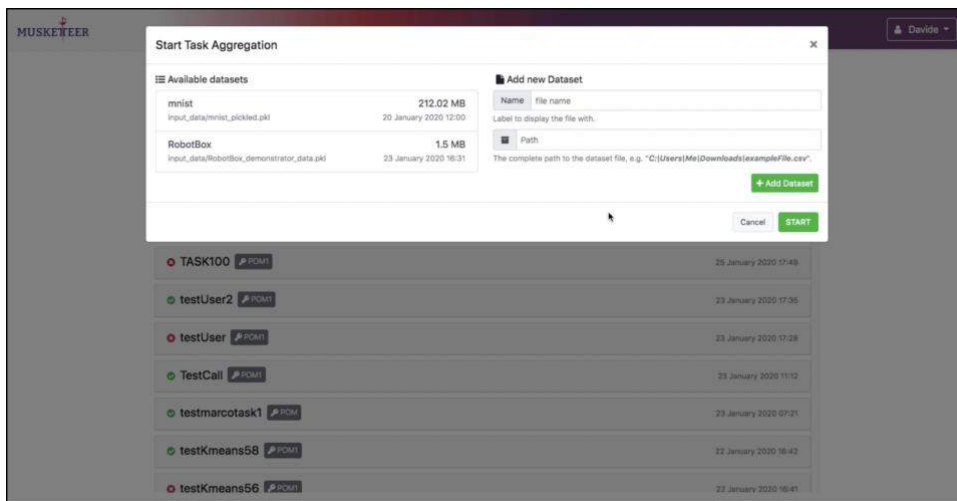 MUSKETEER
Davide
Start Task Aggregation
×
Available datasets
mnist 212.02 MB
input_data/mnist_pickled.pkl 20 January 2020 12:00
RobotBox 1.5 MB
input_data/RobotBox_demonstrator_data.pkl 23 January 2020 16:31
Add new Dataset
Name file name
Label to display the file with.
Path
The complete path to the dataset file, e.g. "C:|Users|Me|Downloads|exampleFile.csv".
+ Add Dataset
Cancel START
TASK100 POM1 25 January 2020 17:49
testUser2 POM1 23 January 2020 17:35
testUser POM1 23 January 2020 17:28
TestCall POM1 23 January 2020 11:12
testmarcotask1 POM 23 January 2020 07:21
testKmeans58 POM1 22 January 2020 16:42
testKmeans56 POM1 22 January 2020 16:41